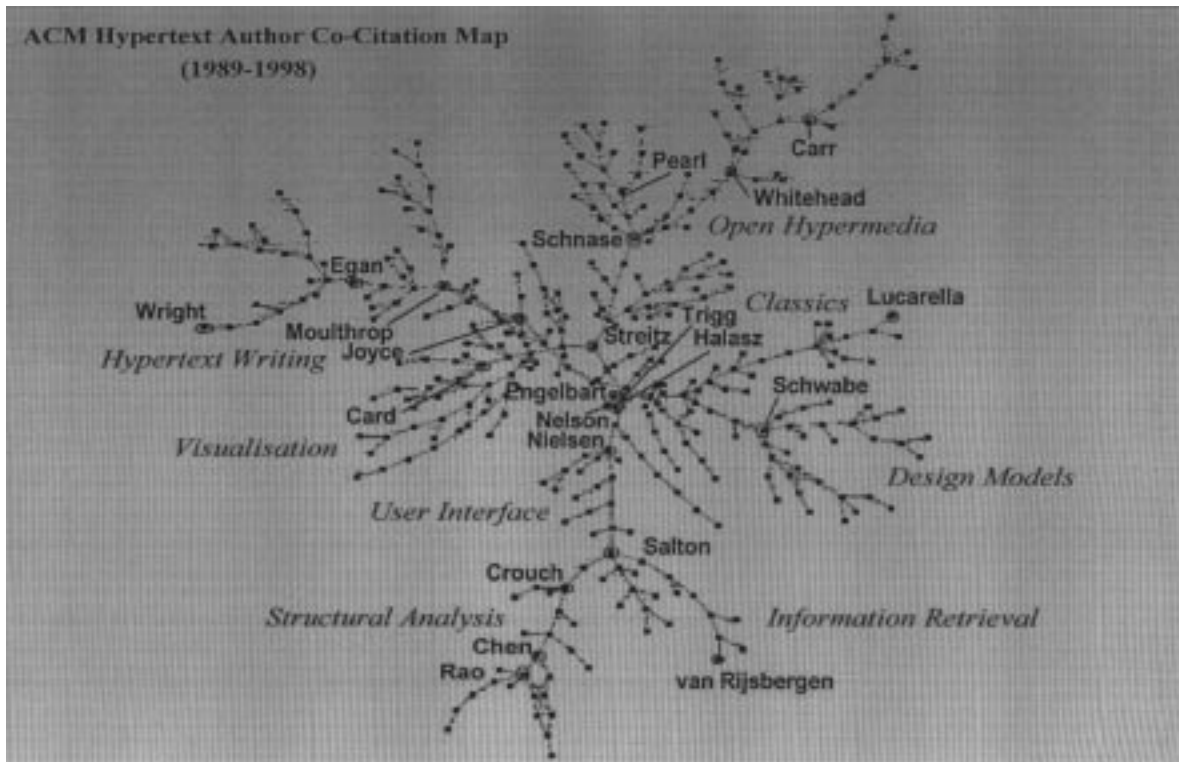 ACM Hypertext Author Co-Citation Map
(1989-1998)
Carr
Pearl
Whitehead
Open Hypermedia
Schnase
Egan
Wright
Moulthrop
Joyce
Hypertext Writing
Classics
Lucarella
Trigg
Streitz
Halasz
Engelbart
Schwabe
Card
Nelson
Nielsen
Visualisation
Design Models
User Interface
Salton
Crouch
Structural Analysis
Information Retrieval
Chen
Rao
van Rijsbergen